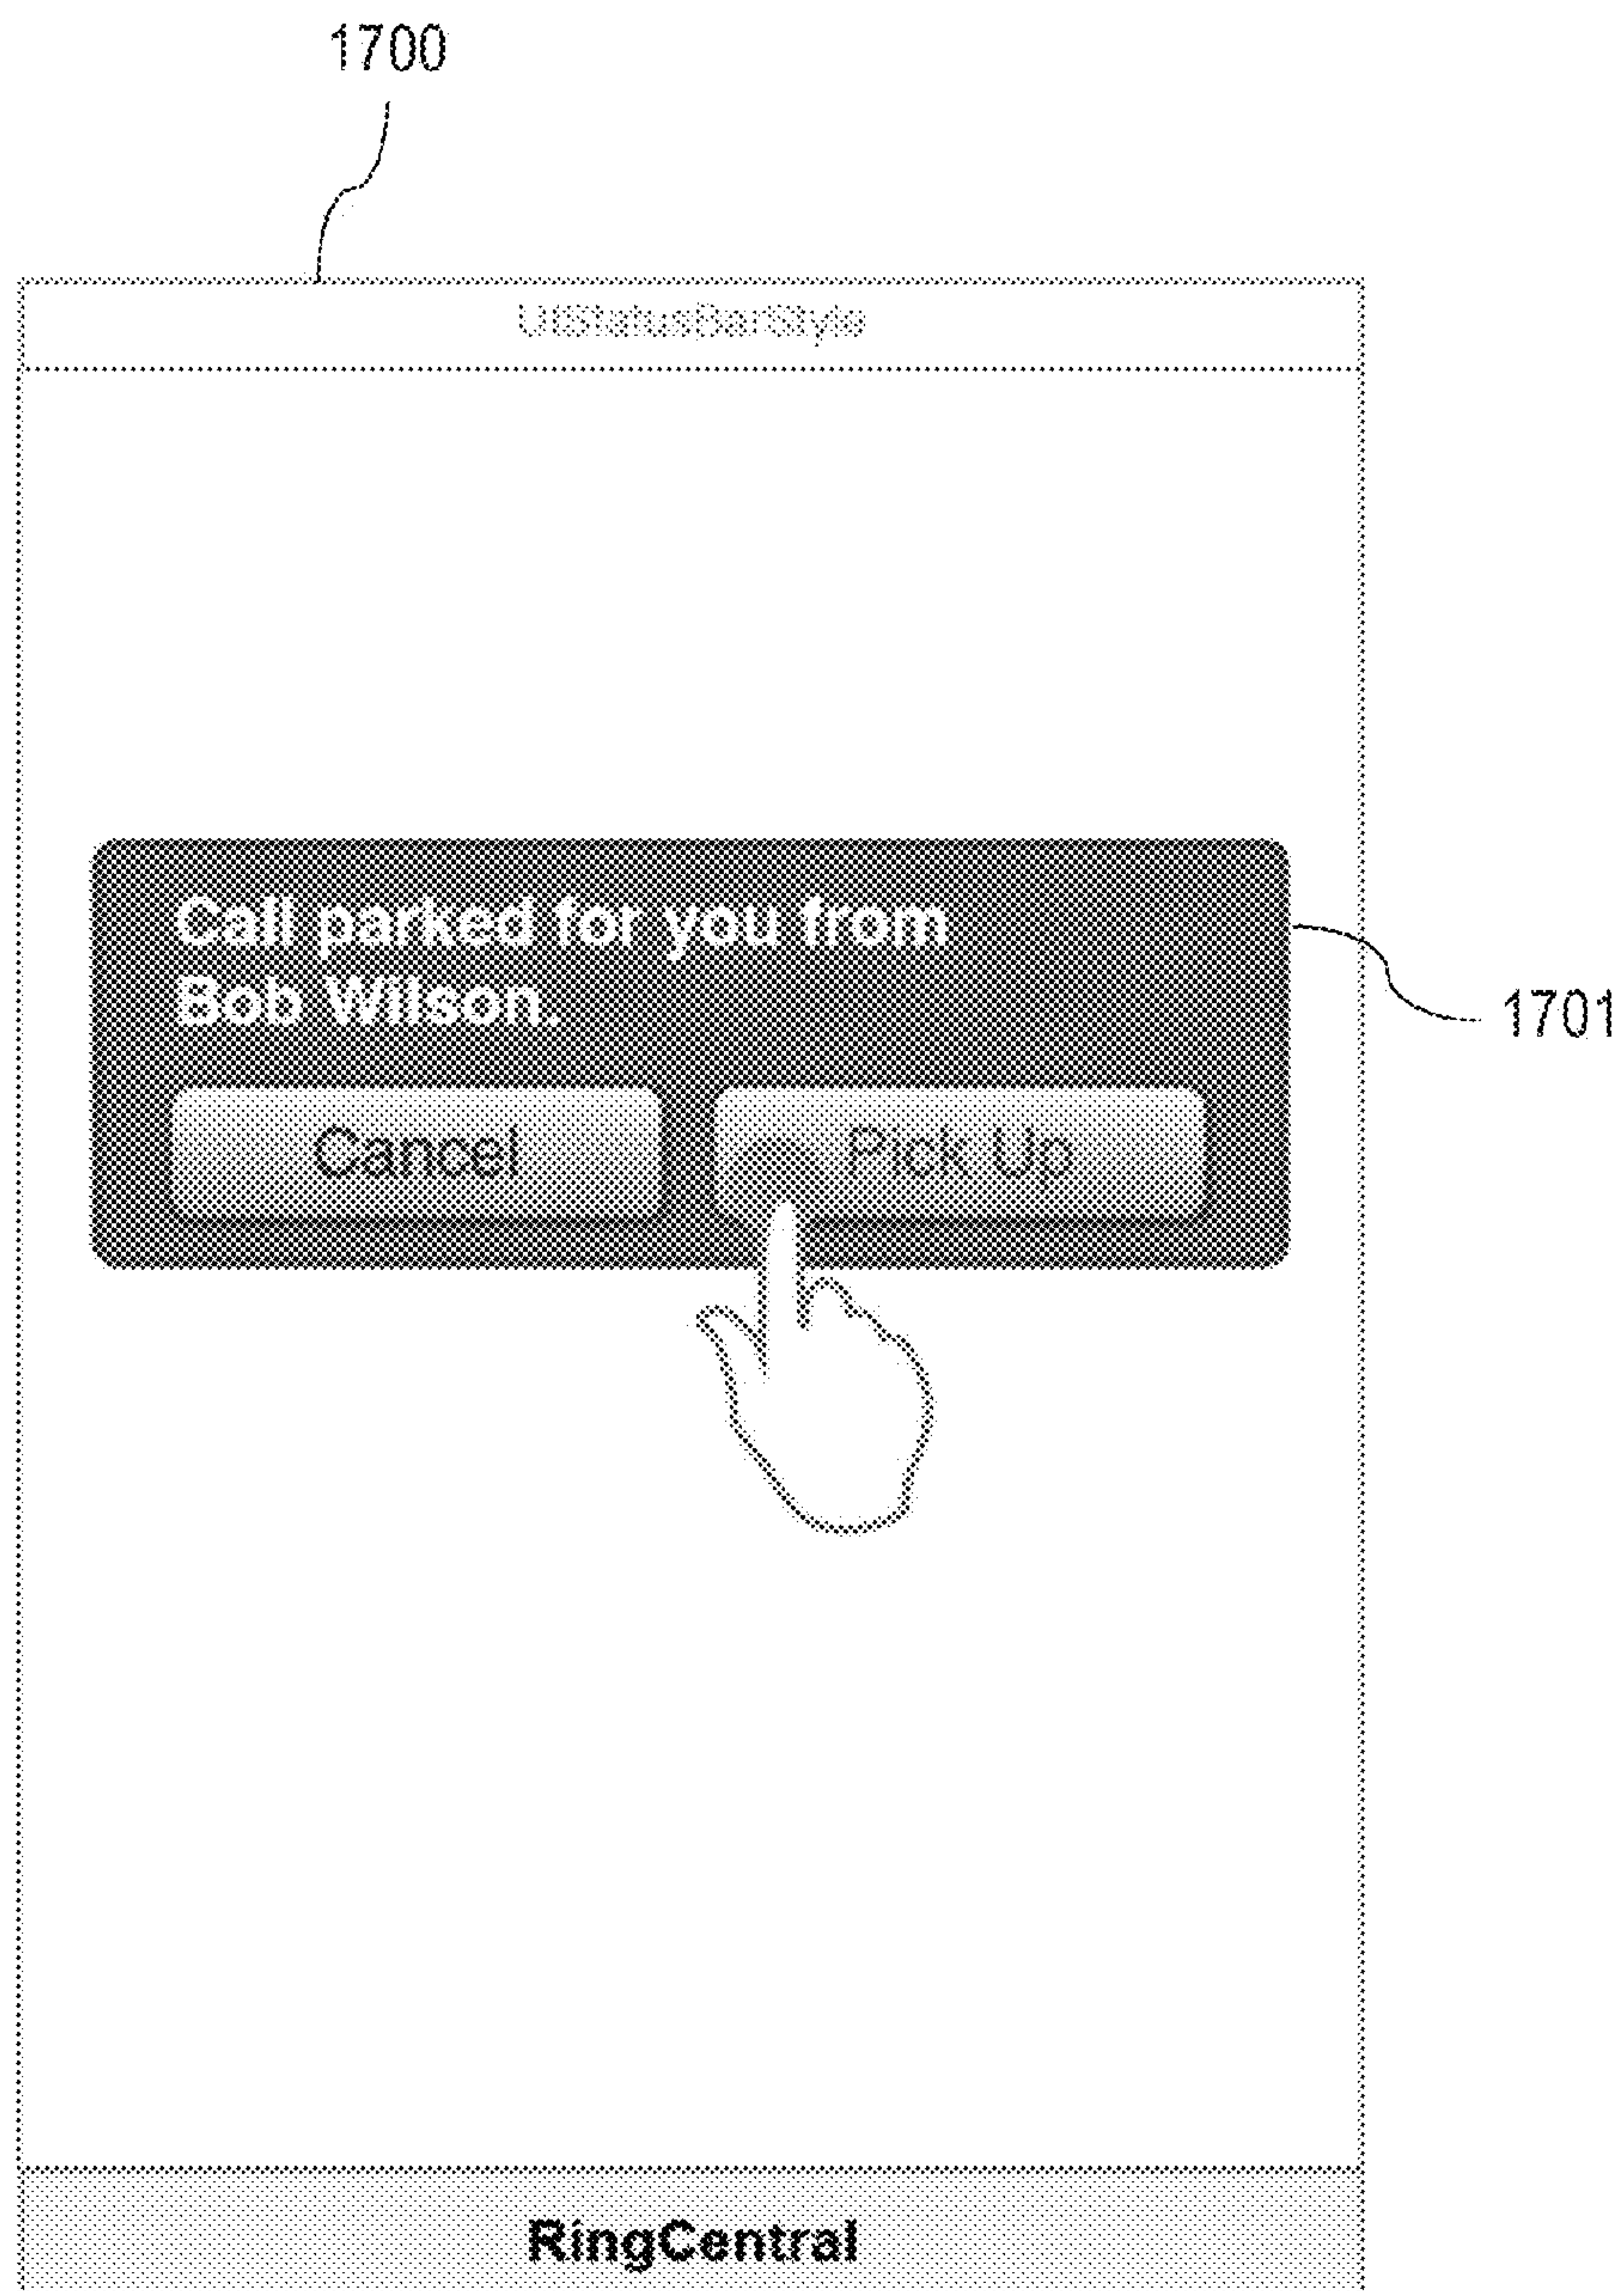 1700
UIStatusBarStyle
Call parked for you from
Bob Wilson.
1701
Cancel
Pick Up
RingCentral